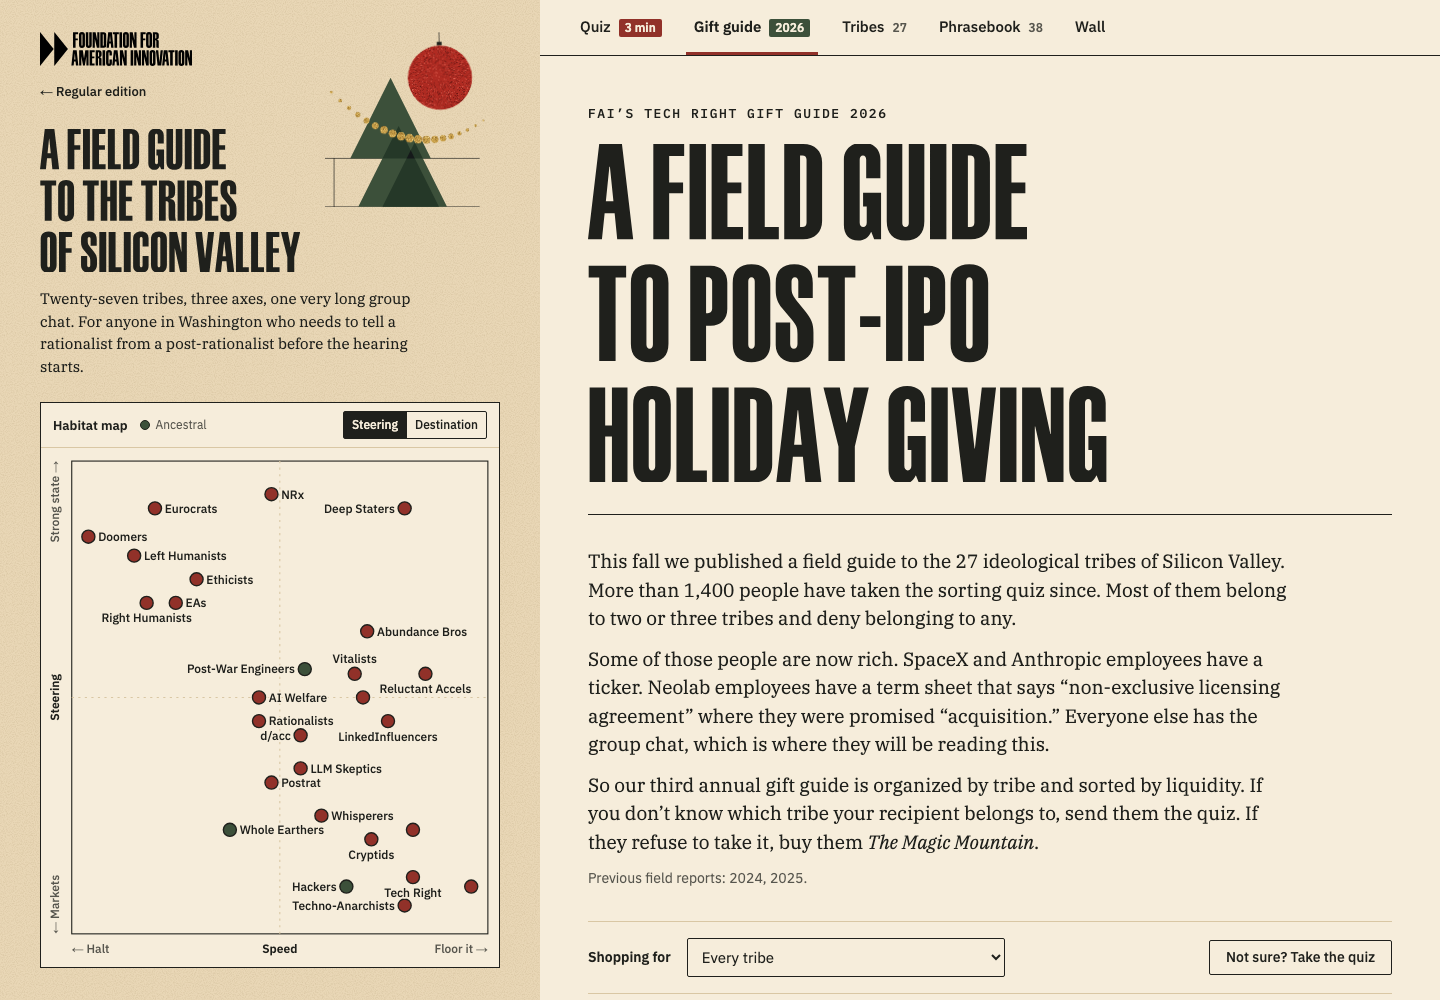 FOUNDATION FOR
AMERICAN INNOVATION
← Regular edition
A FIELD GUIDE
TO THE TRIBES
OF SILICON VALLEY
Twenty-seven tribes, three axes, one very long group
chat. For anyone in Washington who needs to tell a
rationalist from a post-rationalist before the hearing
starts.
Habitat map
Ancestral
Steering
Destination
Strong state →
Steering
← Markets
NRx
Eurocrats
Deep Staters
Doomers
Left Humanists
Ethicists
EAs
Right Humanists
Abundance Bros
Vitalists
Post-War Engineers
Reluctant Accels
AI Welfare
Rationalists
d/acc
LinkedInfluencers
LLM Skeptics
Postrat
Whisperers
Whole Earthers
Cryptids
Hackers
Tech Right
Techno-Anarchists
← Halt
Speed
Floor it →
Quiz 3 min
Gift guide 2026
Tribes 27
Phrasebook 38
Wall
FAI’S TECH RIGHT GIFT GUIDE 2026
A FIELD GUIDE
TO POST-IPO
HOLIDAY GIVING
This fall we published a field guide to the 27 ideological tribes of Silicon Valley.
More than 1,400 people have taken the sorting quiz since. Most of them belong
to two or three tribes and deny belonging to any.
Some of those people are now rich. SpaceX and Anthropic employees have a
ticker. Neolab employees have a term sheet that says “non-exclusive licensing
agreement” where they were promised “acquisition.” Everyone else has the
group chat, which is where they will be reading this.
So our third annual gift guide is organized by tribe and sorted by liquidity. If
you don’t know which tribe your recipient belongs to, send them the quiz. If
they refuse to take it, buy them The Magic Mountain.
Previous field reports: 2024, 2025.
Shopping for
Every tribe
Not sure? Take the quiz